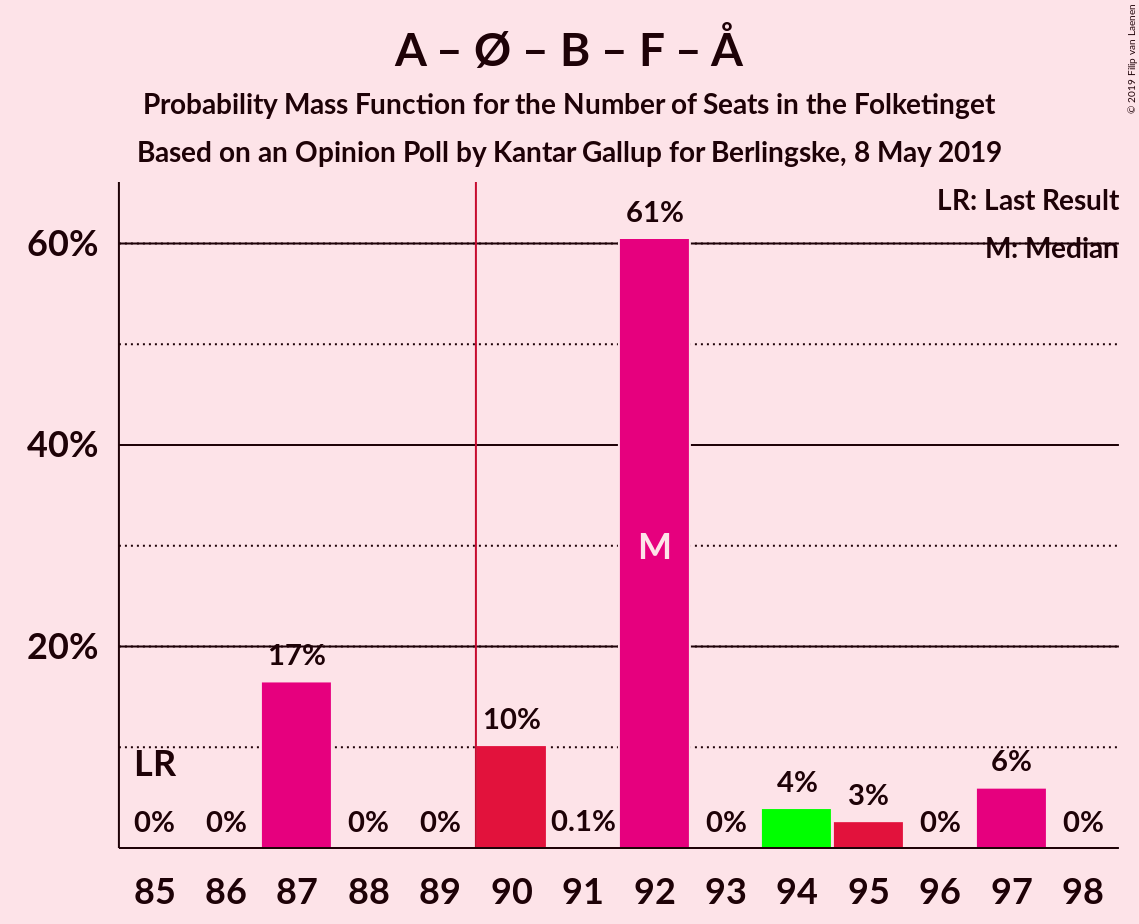 A – Ø – B – F – Å
Probability Mass Function for the Number of Seats in the Folketinget
Based on an Opinion Poll by Kantar Gallup for Berlingske, 8 May 2019
© 2019 Filip van Laenen
LR: Last Result
M: Median
60%
40%
20%
61%
17%
10%
M
LR
0%
0%
0%
0%
0.1%
0%
4%
3%
0%
6%
0%
85 86 87 88 89 90 91 92 93 94 95 96 97 98